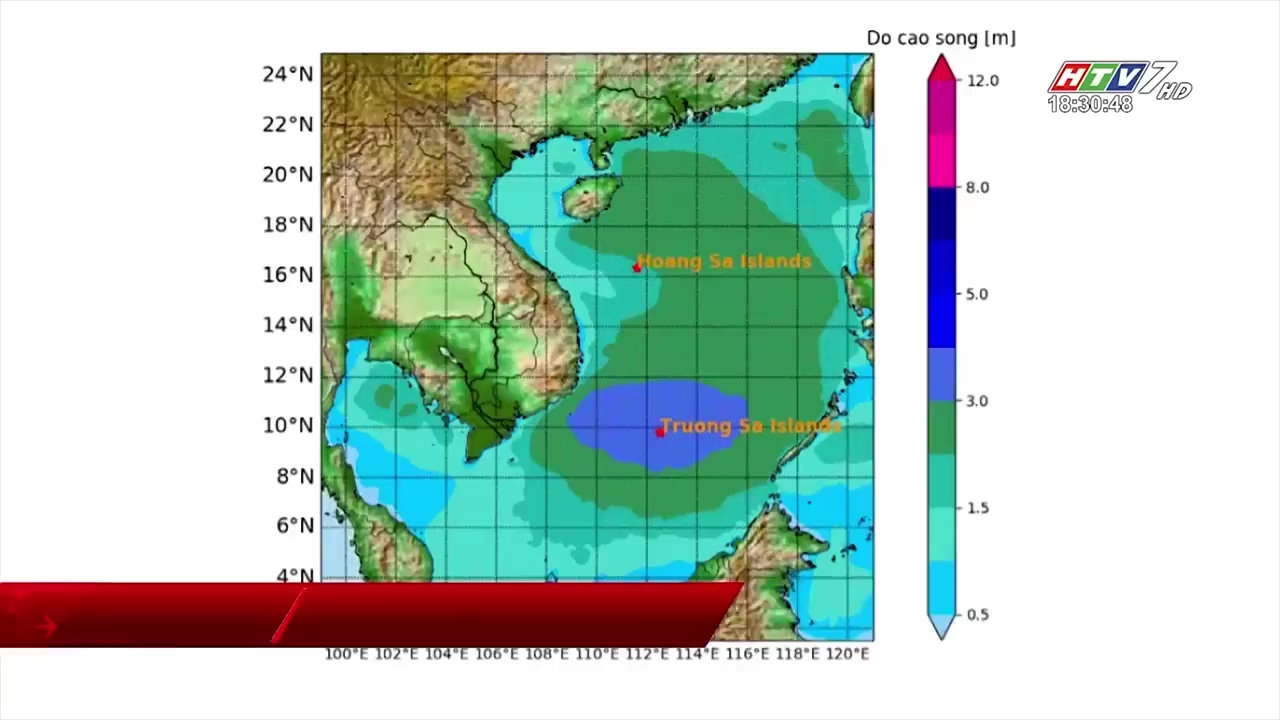 Do cao song [m]
HTV7 HD
18:30:48
24°N
22°N
20°N
18°N
16°N
14°N
12°N
10°N
8°N
6°N
4°N
Hoang Sa Islands
Truong Sa Islands
12.0
8.0
5.0
3.0
1.5
0.5
100°E 102°E 104°E 106°E 108°E 110°E 112°E 114°E 116°E 118°E 120°E